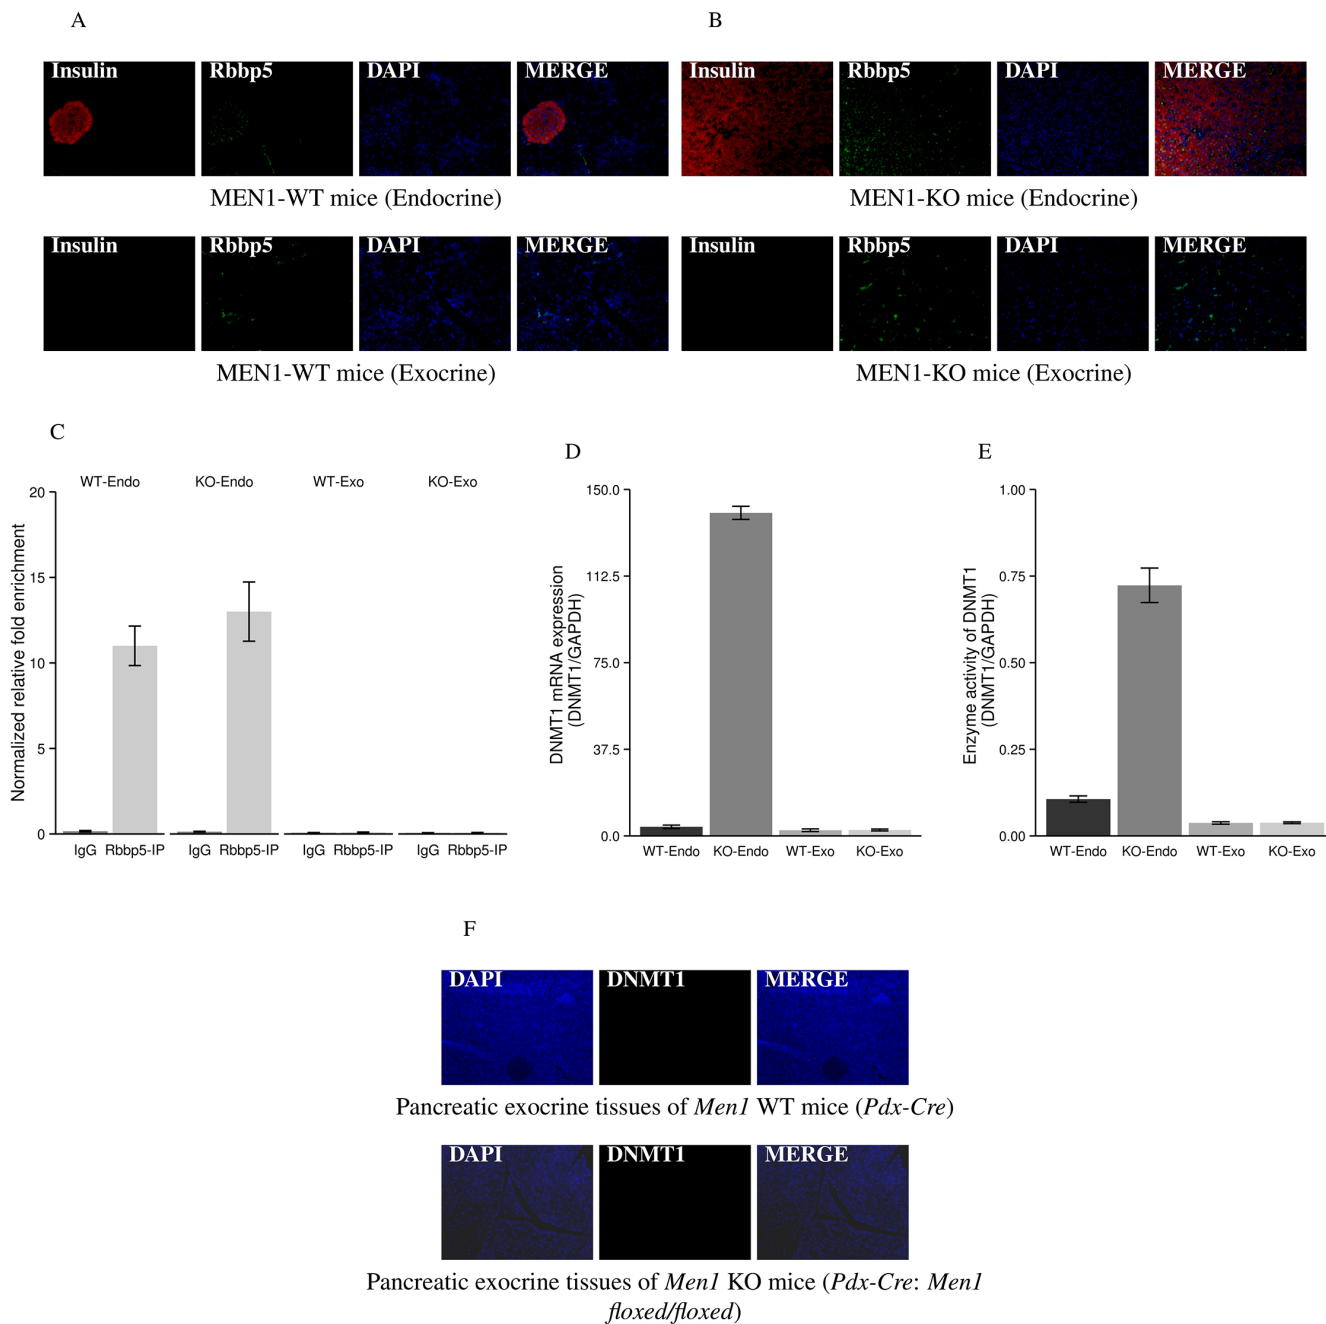 A
B
Insulin Rbbp5 DAPI MERGE
Insulin Rbbp5 DAPI MERGE
MEN1-WT mice (Endocrine)
MEN1-KO mice (Endocrine)
Insulin Rbbp5 DAPI MERGE
Insulin Rbbp5 DAPI MERGE
MEN1-WT mice (Exocrine)
MEN1-KO mice (Exocrine)
C
WT-Endo KO-Endo WT-Exo KO-Exo
Normalized relative fold enrichment
20
15
10
5
0
IgG Rbbp5-IP IgG Rbbp5-IP IgG Rbbp5-IP IgG Rbbp5-IP
D
DNMT1 mRNA expression
(DNMT1/GAPDH)
150.0
112.5
75.0
37.5
0.0
WT-Endo KO-Endo WT-Exo KO-Exo
E
Enzyme activity of DNMT1
(DNMT1/GAPDH)
1.00
0.75
0.50
0.25
0.00
WT-Endo KO-Endo WT-Exo KO-Exo
F
DAPI DNMT1 MERGE
Pancreatic exocrine tissues of Men1 WT mice (Pdx-Cre)
DAPI DNMT1 MERGE
Pancreatic exocrine tissues of Men1 KO mice (Pdx-Cre: Men1
floxed/floxed)